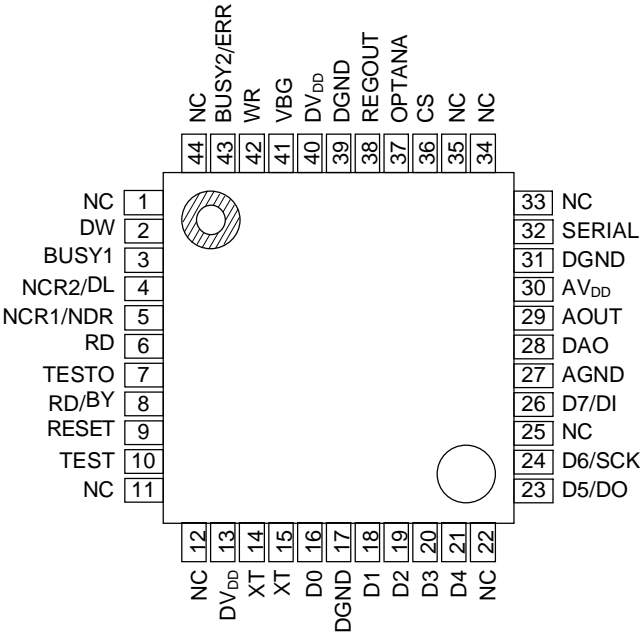 NC
BUSY2/ERR
WR
VBG
DVDD
DGND
REGOUT
OPTANA
CS
NC
NC
44
43
42
41
40
39
38
37
36
35
34
NC 1
DW 2
BUSY1 3
NCR2/DL 4
NCR1/NDR 5
RD 6
TESTO 7
RD/BY 8
RESET 9
TEST 10
NC 11
33 NC
32 SERIAL
31 DGND
30 AVDD
29 AOUT
28 DAO
27 AGND
26 D7/DI
25 NC
24 D6/SCK
23 D5/DO
12
13
14
15
16
17
18
19
20
21
22
NC
DVDD
XT
XT
D0
DGND
D1
D2
D3
D4
NC